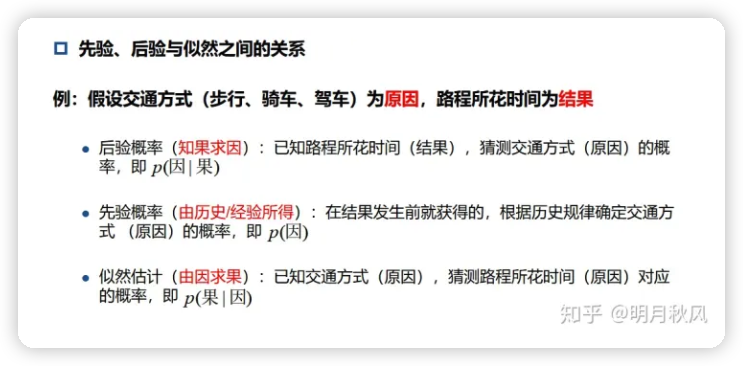 先验、后验与似然之间的关系
例：假设交通方式（步行、骑车、驾车）为原因，路程所花时间为结果
后验概率（知果求因）：已知路程所花时间（结果），猜测交通方式（原因）的概
率，即 p(因|果)
先验概率（由历史/经验所得）：在结果发生前就获得的，根据历史规律确定交通方
式 （原因）的概率，即 p(因)
似然估计（由因求果）：已知交通方式（原因），猜测路程所花时间（原因）对应
的概率，即 p(果|因)
知乎 @明月秋风